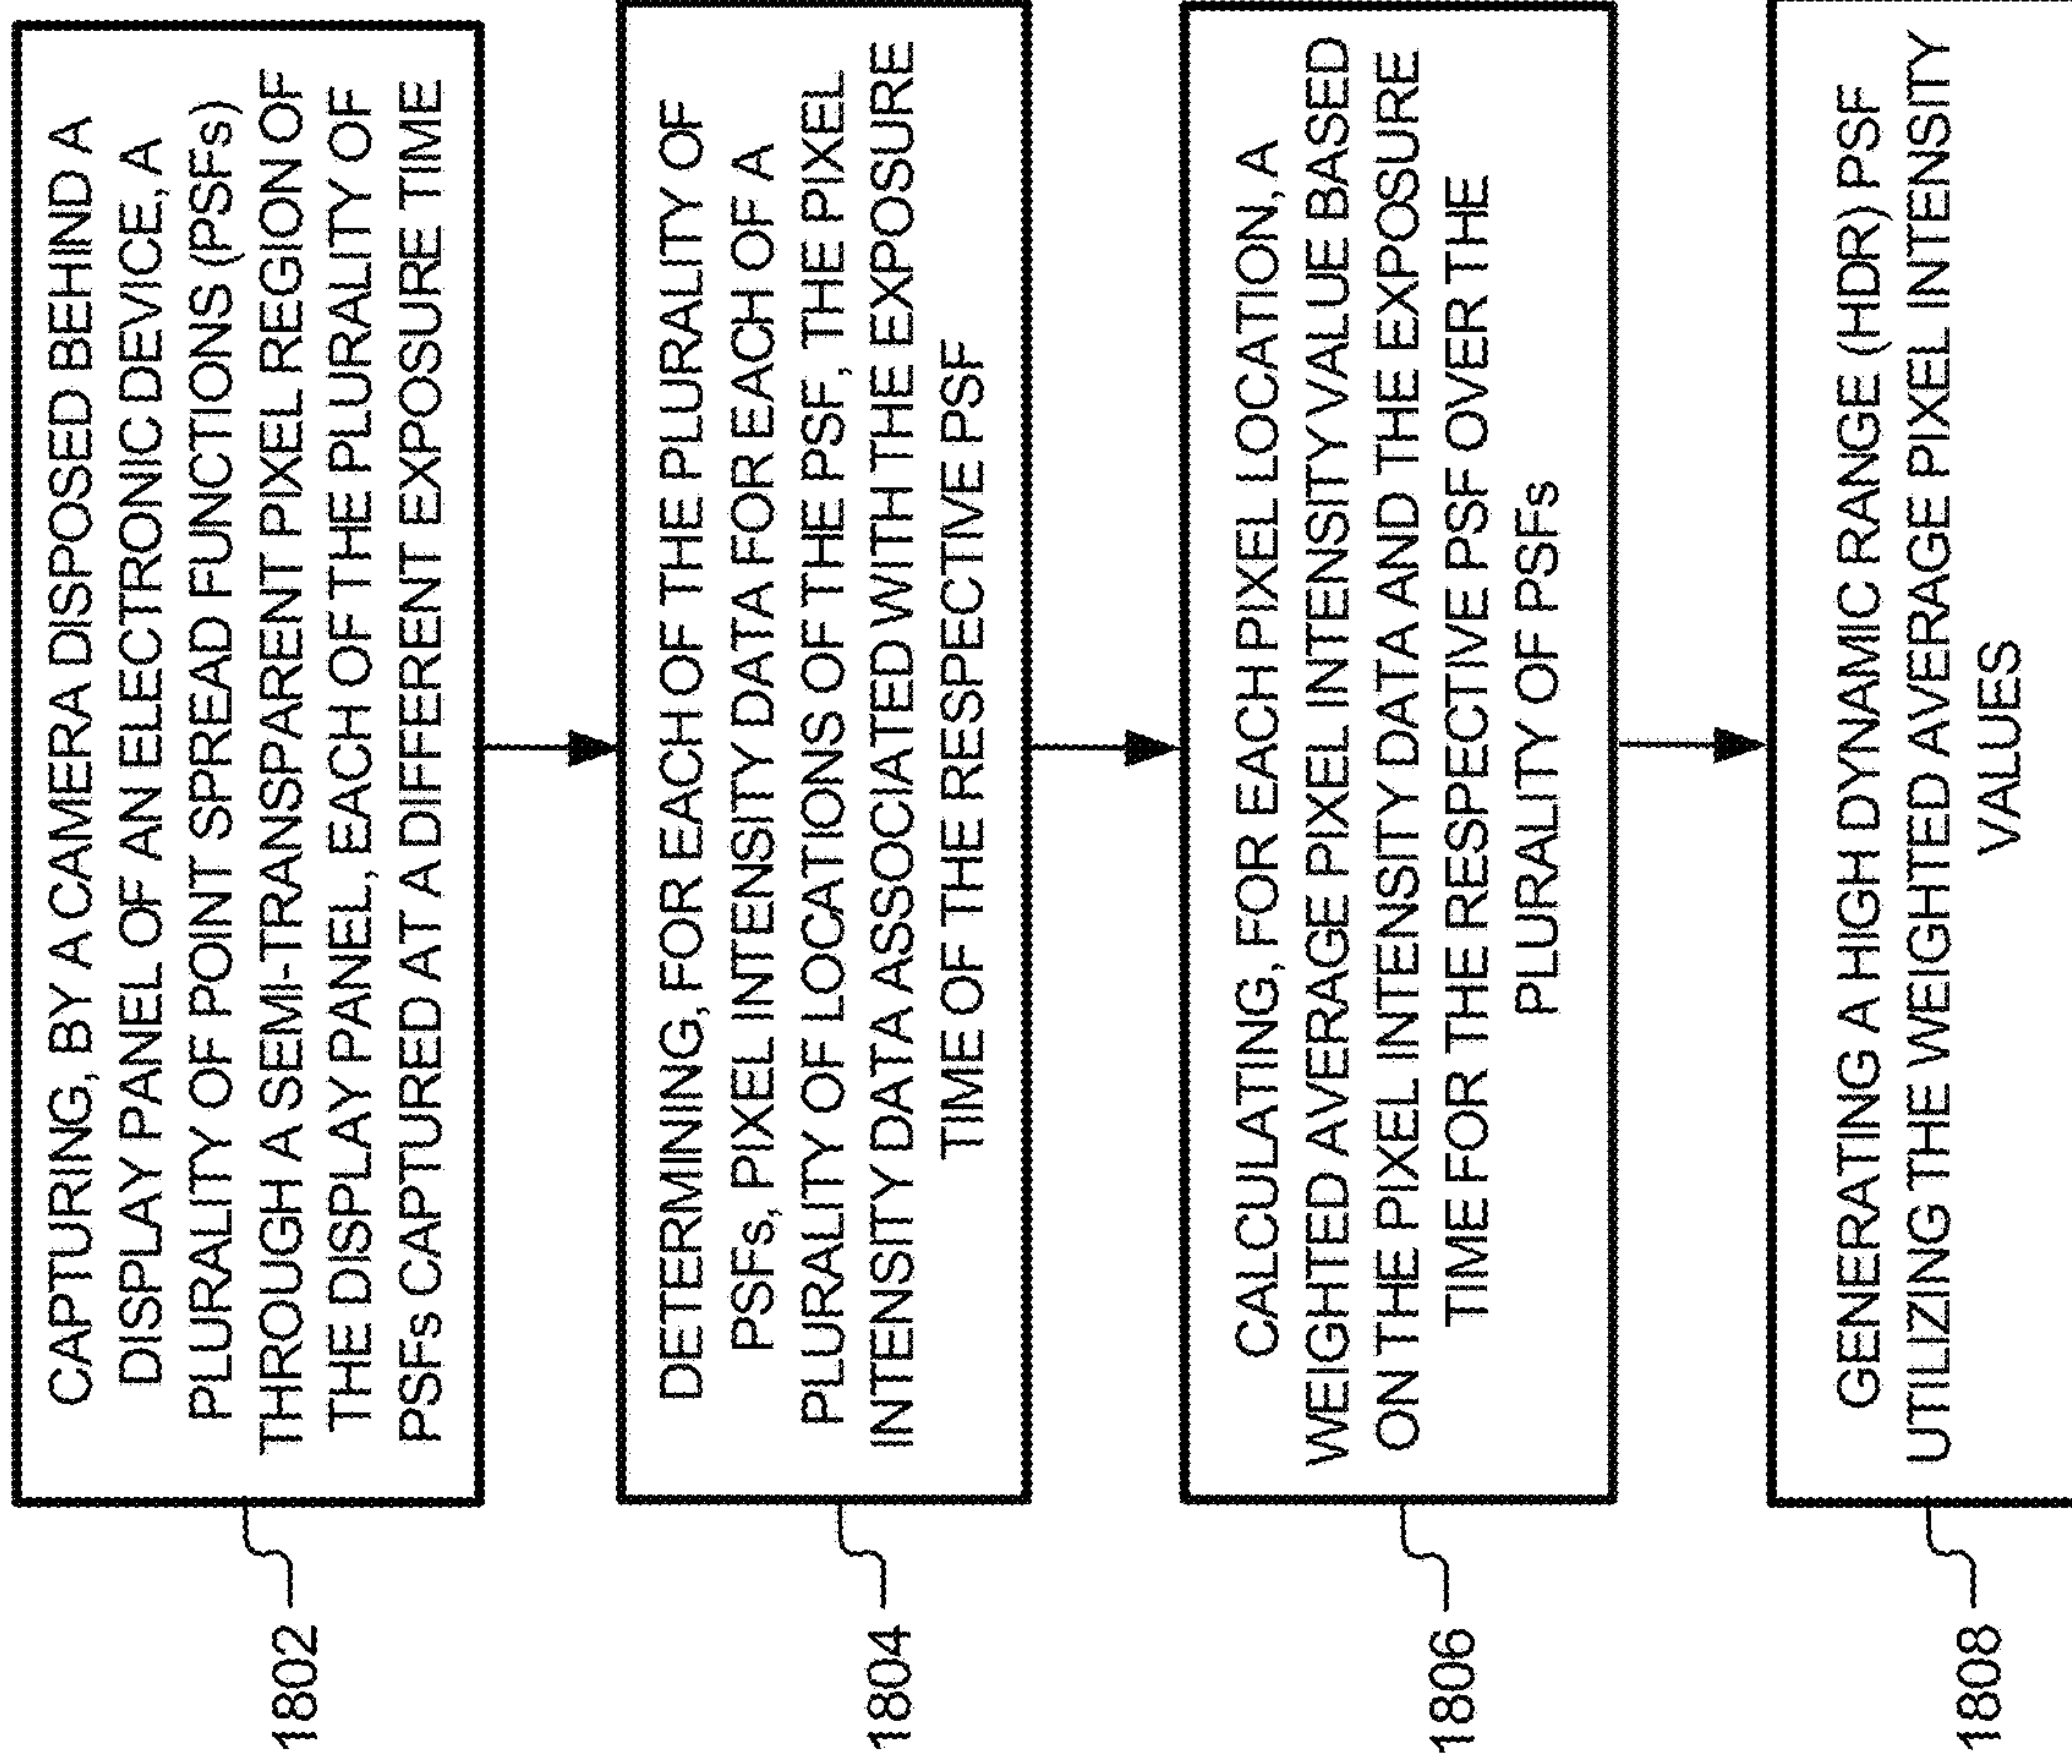 1802
CAPTURING, BY A CAMERA DISPOSED BEHIND A
DISPLAY PANEL OF AN ELECTRONIC DEVICE, A
PLURALITY OF POINT SPREAD FUNCTIONS (PSFs)
THROUGH A SEMI-TRANSPARENT PIXEL REGION OF
THE DISPLAY PANEL, EACH OF THE PLURALITY OF
PSFs CAPTURED AT A DIFFERENT EXPOSURE TIME
1804
DETERMINING, FOR EACH OF THE PLURALITY OF
PSFs, PIXEL INTENSITY DATA FOR EACH OF A
PLURALITY OF LOCATIONS OF THE PSF, THE PIXEL
INTENSITY DATA ASSOCIATED WITH THE EXPOSURE
TIME OF THE RESPECTIVE PSF
1806
CALCULATING, FOR EACH PIXEL LOCATION, A
WEIGHTED AVERAGE PIXEL INTENSITY VALUE BASED
ON THE PIXEL INTENSITY DATA AND THE EXPOSURE
TIME FOR THE RESPECTIVE PSF OVER THE
PLURALITY OF PSFs
1808
GENERATING A HIGH DYNAMIC RANGE (HDR) PSF
UTILIZING THE WEIGHTED AVERAGE PIXEL INTENSITY
VALUES